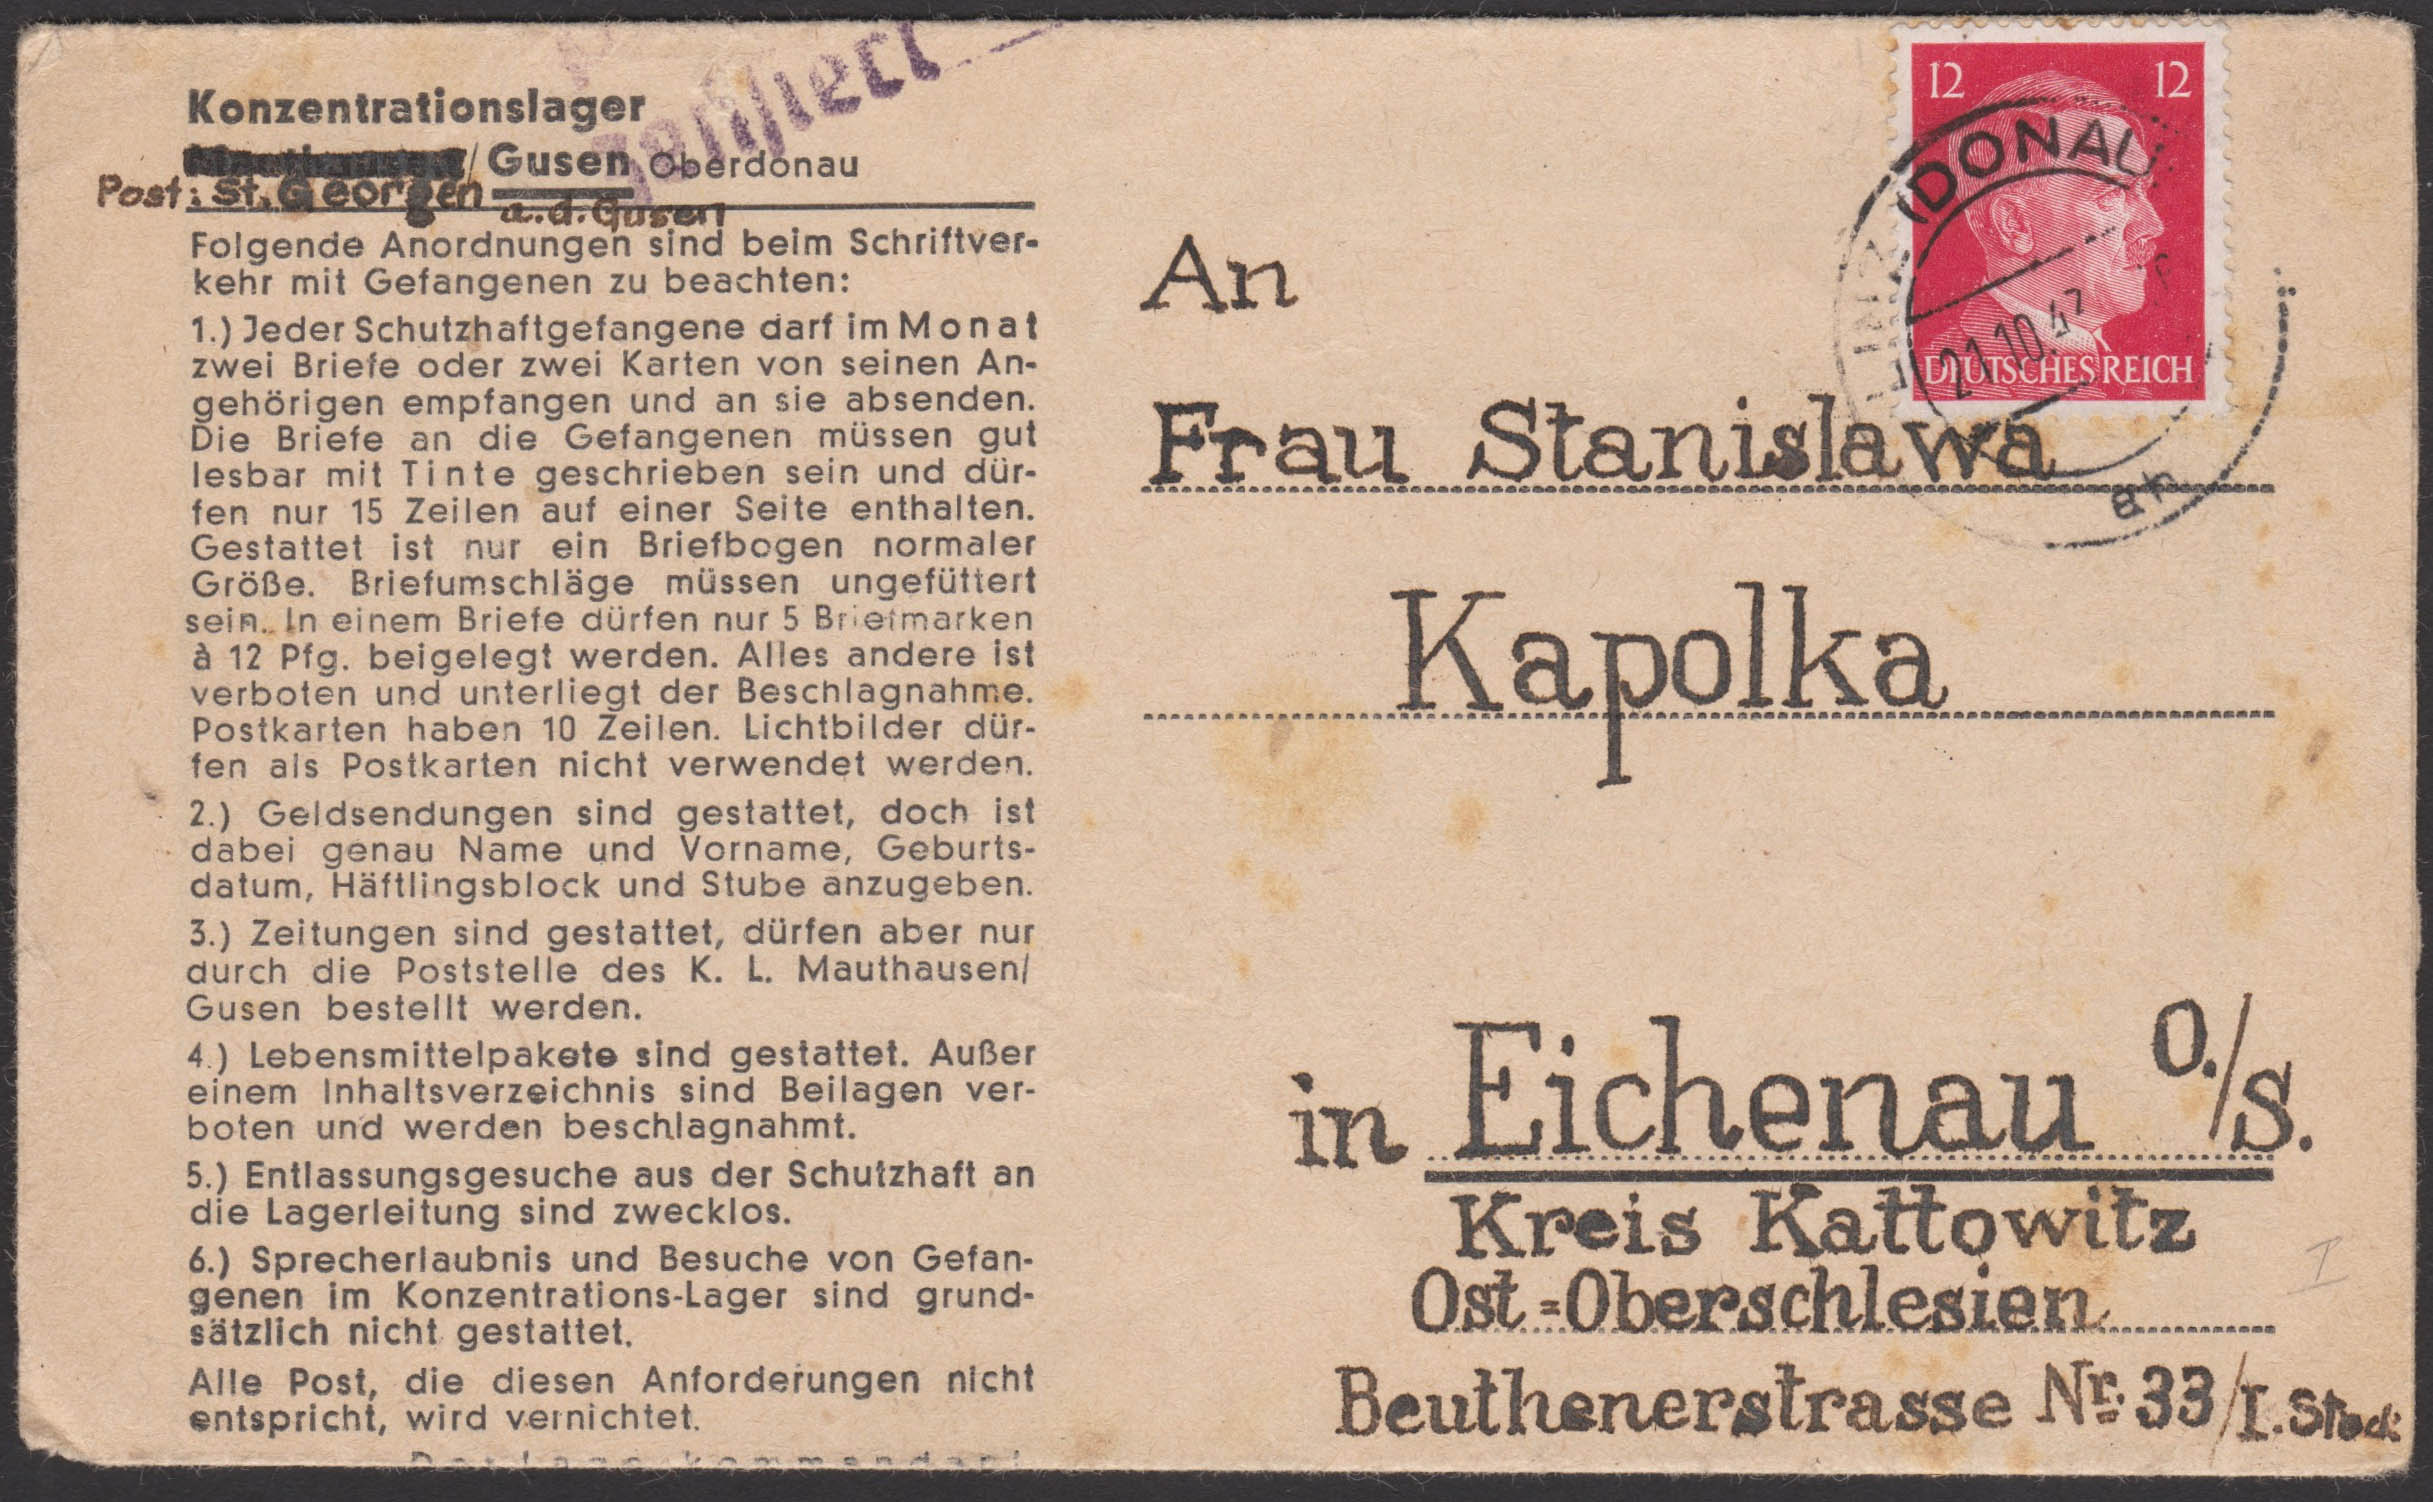 Konzentrationslager
/ Gusen Oberdonau
Post: St. Georgen
a.d. Gusen
Folgende Anordnungen sind beim Schriftver-
kehr mit Gefangenen zu beachten:
1.) Jeder Schutzhaftgefangene darf im Monat
zwei Briefe oder zwei Karten von seinen An-
gehörigen empfangen und an sie absenden.
Die Briefe an die Gefangenen müssen gut
lesbar mit Tinte geschrieben sein und dür-
fen nur 15 Zeilen auf einer Seite enthalten.
Gestattet ist nur ein Briefbogen normaler
Größe. Briefumschläge müssen ungefüttert
sein. In einem Briefe dürfen nur 5 Briefmarken
à 12 Pfg. beigelegt werden. Alles andere ist
verboten und unterliegt der Beschlagnahme.
Postkarten haben 10 Zeilen. Lichtbilder dür-
fen als Postkarten nicht verwendet werden.
2.) Geldsendungen sind gestattet, doch ist
dabei genau Name und Vorname, Geburts-
datum, Häftlingsblock und Stube anzugeben.
3.) Zeitungen sind gestattet, dürfen aber nur
durch die Poststelle des K. L. Mauthausen/
Gusen bestellt werden.
4.) Lebensmittelpakete sind gestattet. Außer
einem Inhaltsverzeichnis sind Beilagen ver-
boten und werden beschlagnahmt.
5.) Entlassungsgesuche aus der Schutzhaft an
die Lagerleitung sind zwecklos.
6.) Sprecherlaubnis und Besuche von Gefan-
genen im Konzentrations-Lager sind grund-
sätzlich nicht gestattet.
Alle Post, die diesen Anforderungen nicht
entspricht, wird vernichtet.
12 12
DEUTSCHES REICH
LINZ (DONAU)
21.10.42
An
Frau Stanislawa
Kapolka
in Eichenau O./S.
Kreis Kattowitz
Ost=Oberschlesien
Beuthenerstrasse Nr. 33/I. Stock